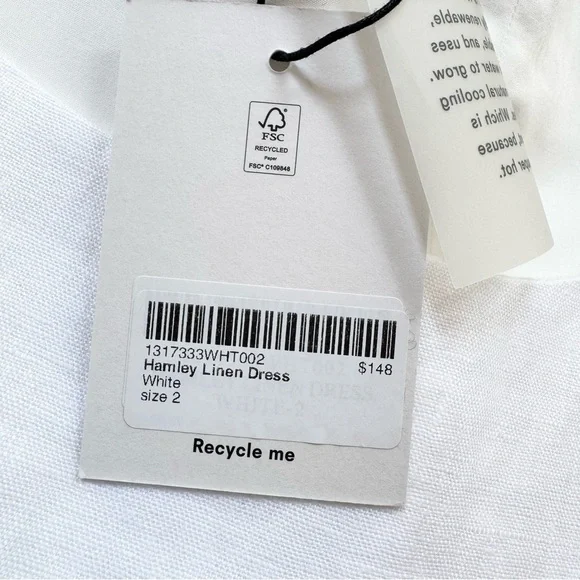 FSC
RECYCLED
Paper
FSC® C109848
renewable,
and uses
water to grow.
cooling
Which is
because
hot.
1317333WHT002
$148
Hamley Linen Dress
White
size 2
Recycle me